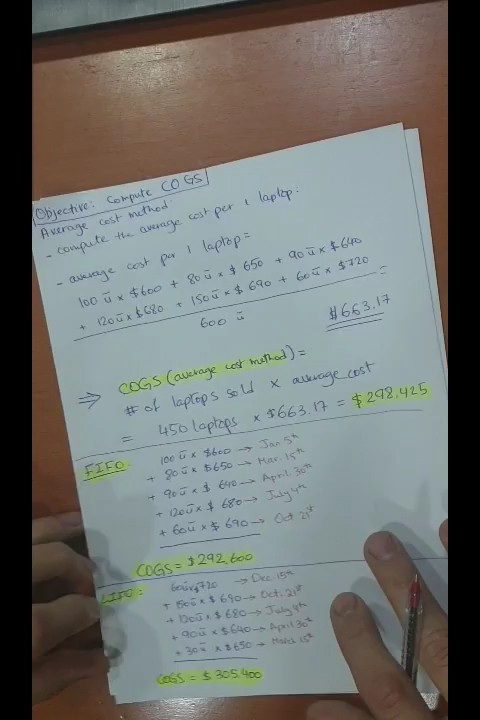 Objective: Compute COGS
Average cost method
- compute the average cost per 1 laptop:
- average cost per 1 laptop =
100 ū x $600 + 80 ū x $ 650 + 90 ū x $640
+ 120 ū x $680 + 150 ū x $ 690 + 60 ū x $720 =
600 ū
$663.17
⇒ COGS (average cost method) =
# of laptops sold x average cost
= 450 laptops x $663.17 = $298,425
FIFO
100 ū x $600 → Jan 5th
+ 80 ū x $650 → Mar. 15th
+ 90 ū x $ 640 → April 30th
+ 120 ū x $ 680 → July 4th
+ 60 ū x $ 690 → Oct. 21st
COGS = $292,600
LIFO:
60ū x $720 → Dec. 15th
+ 150 ū x $ 690 → Oct. 21st
+ 120 ū x $ 680 → July 4th
+ 90 ū x $640 → April 30th
+ 30 ū x $650 → March 15th
COGS = $ 305,400